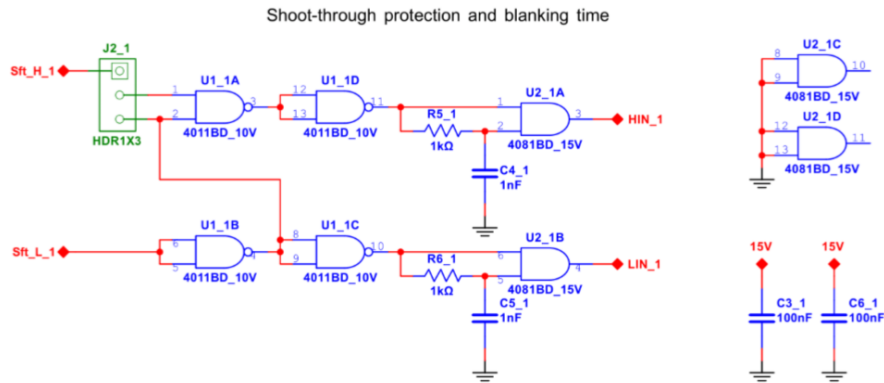 Shoot-through protection and blanking time
J2_1
Sft_H_1
HDR1X3
1
2
U1_1A
3
4011BD_10V
12
13
U1_1D
11
4011BD_10V
R5_1
1kΩ
1
2
U2_1A
3
4081BD_15V
HIN_1
C4_1
1nF
U2_1C
8
9
10
4081BD_15V
U2_1D
12
13
11
4081BD_15V
Sft_L_1
U1_1B
6
5
4
4011BD_10V
U1_1C
8
9
10
4011BD_10V
R6_1
1kΩ
U2_1B
6
5
4
4081BD_15V
LIN_1
C5_1
1nF
15V
C3_1
100nF
15V
C6_1
100nF